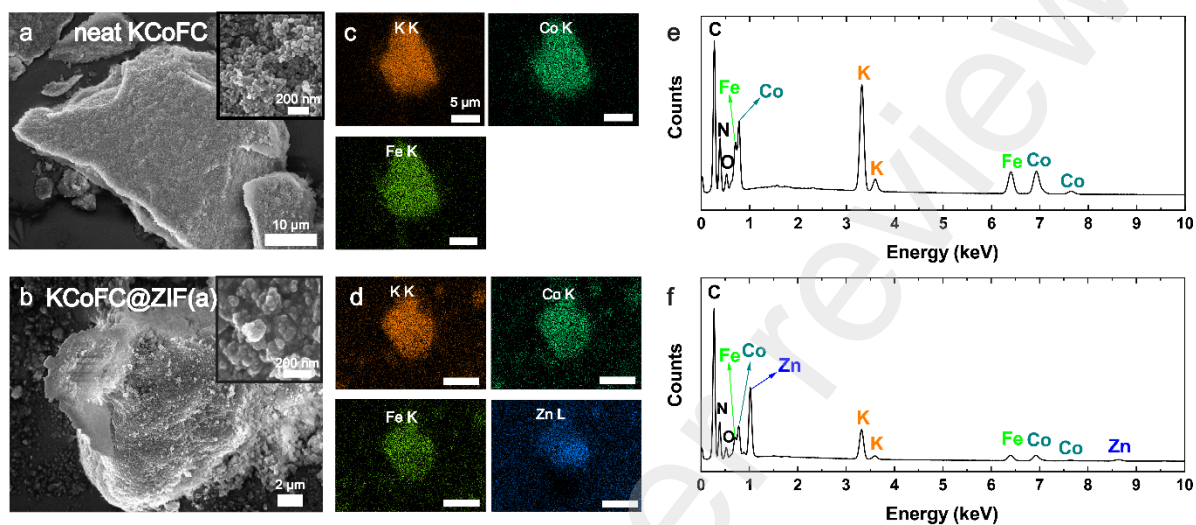 a neat KCoFC
200 nm
10 μm
c K K
5 μm
Co K
Fe K
e
Counts
C
Fe
Co
N
O
K
K
Fe
Co
Co
0 1 2 3 4 5 6 7 8 9 10
Energy (keV)
b KCoFC@ZIF(a)
200 nm
2 μm
d K K
Co K
Fe K
Zn L
f
Counts
C
Fe
Co
Zn
N
O
K
K
Fe
Co
Co
Zn
0 1 2 3 4 5 6 7 8 9 10
Energy (keV)
er review